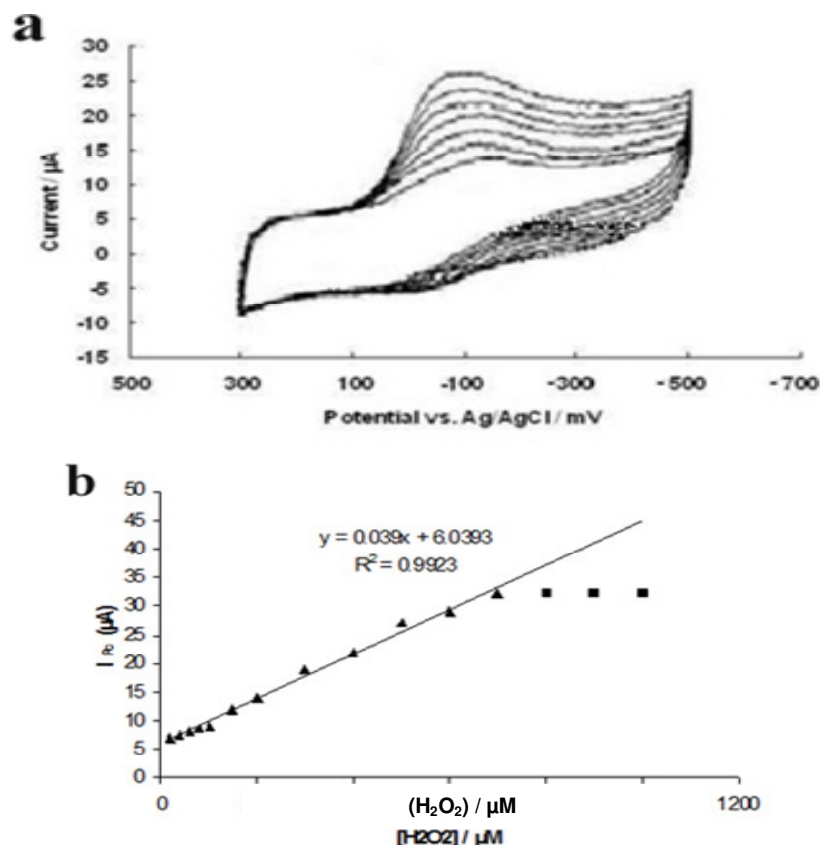 a
30
25
20
15
10
5
0
-5
-10
-15
Current / µA
500 300 100 -100 -300 -500 -700
Potential vs. Ag/AgCl / mV
b
50
45
40
35
30
25
20
15
10
5
0
I Pc (µA)
y = 0.039x + 6.0393
R² = 0.9923
0 1200
(H₂O₂) / µM
[H2O2] / µM